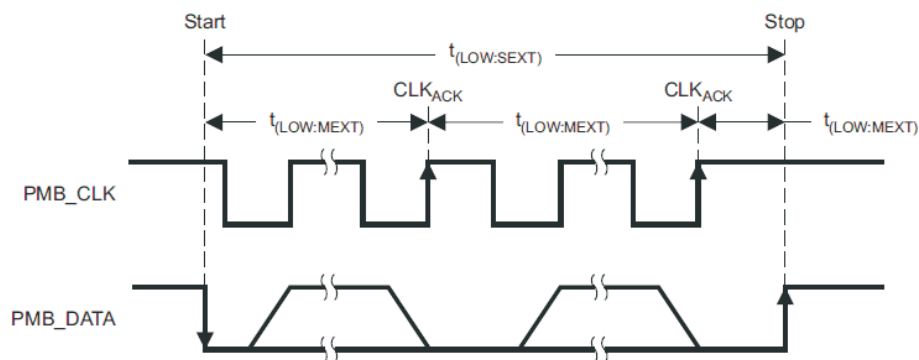 Start Stop
t(LOW:SEXT)
CLKACK CLKACK
t(LOW:MEXT) t(LOW:MEXT) t(LOW:MEXT)
PMB_CLK
PMB_DATA